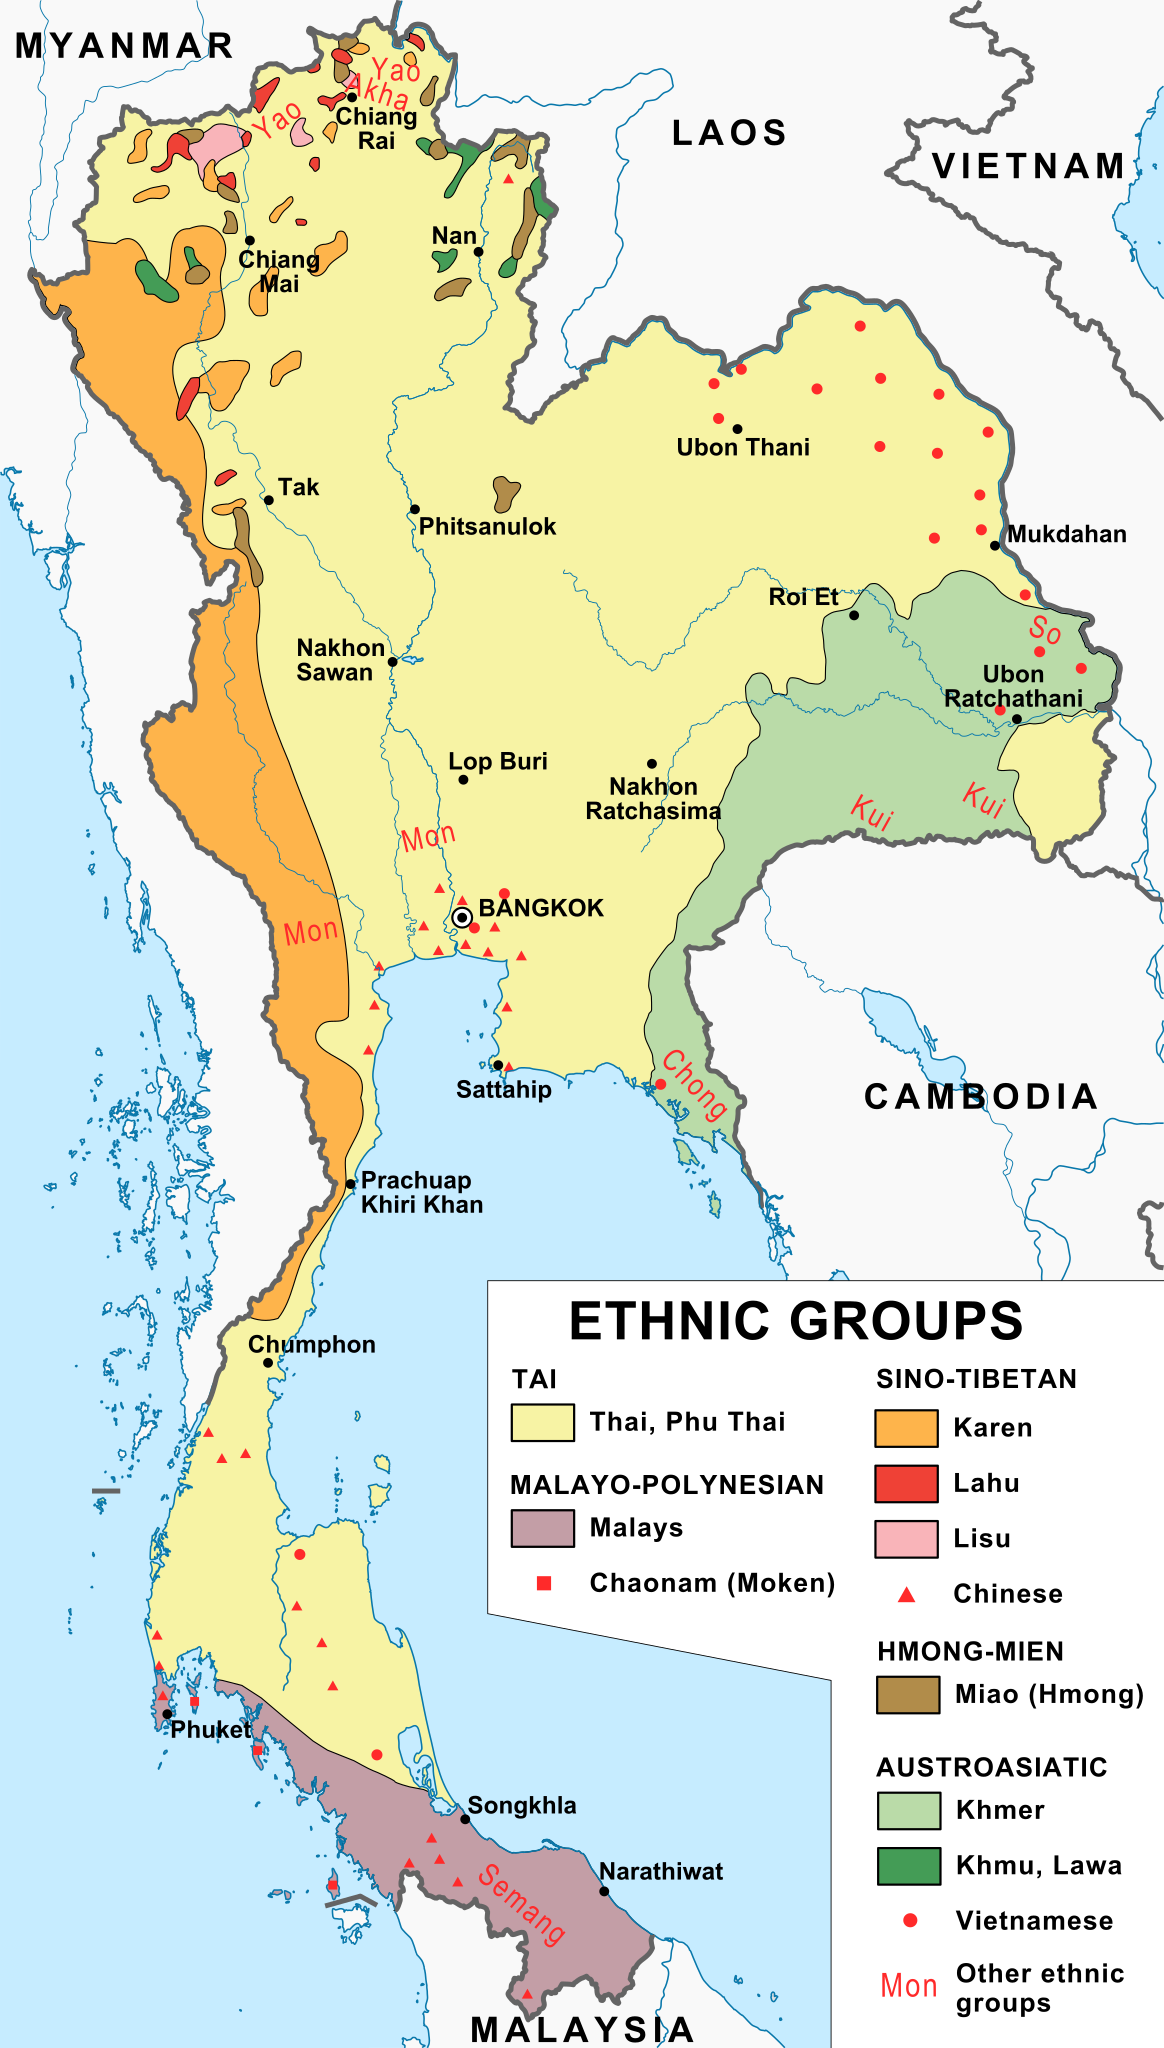 MYANMAR
LAOS
VIETNAM
Yao
Akha
Yao
Chiang
Rai
Nan
Chiang
Mai
Ubon Thani
Tak
Phitsanulok
Mukdahan
Roi Et
So
Nakhon
Sawan
Ubon
Ratchathani
Lop Buri
Nakhon
Ratchasima
Kui
Kui
Mon
BANGKOK
Mon
Chong
Sattahip
CAMBODIA
Prachuap
Khiri Khan
Chumphon
Phuket
Songkhla
Narathiwat
Semang
MALAYSIA
ETHNIC GROUPS
TAI
Thai, Phu Thai
MALAYO-POLYNESIAN
Malays
Chaonam (Moken)
SINO-TIBETAN
Karen
Lahu
Lisu
Chinese
HMONG-MIEN
Miao (Hmong)
AUSTROASIATIC
Khmer
Khmu, Lawa
Vietnamese
Mon
Other ethnic
groups